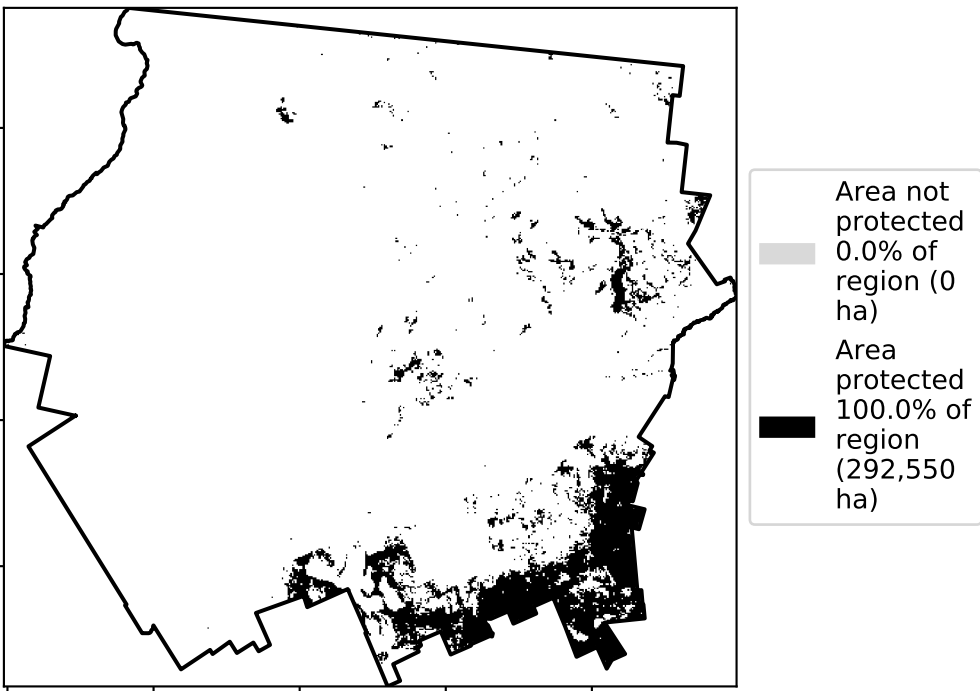 Area not
protected
0.0% of
region (0
ha)
Area
protected
100.0% of
region
(292,550
ha)